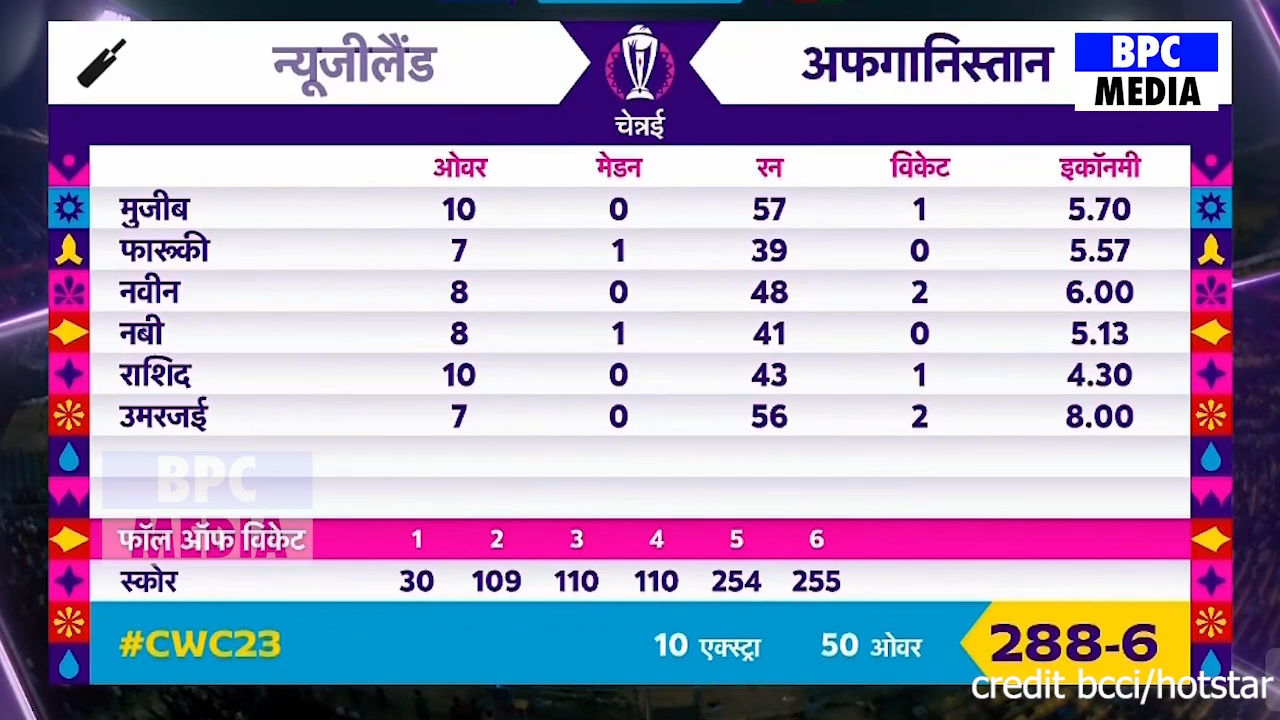 न्यूजीलैंड अफगानिस्तान
BPC
MEDIA
चेन्नई
ओवर मेडन रन विकेट इकॉनमी
मुजीब 10 0 57 1 5.70
फारूकी 7 1 39 0 5.57
नवीन 8 0 48 2 6.00
नबी 8 1 41 0 5.13
राशिद 10 0 43 1 4.30
उमरजई 7 0 56 2 8.00
BPC
MEDIA
फॉल ऑफ विकेट 1 2 3 4 5 6
स्कोर 30 109 110 110 254 255
#CWC23 10 एक्स्ट्रा 50 ओवर 288-6
credit bcci/hotstar